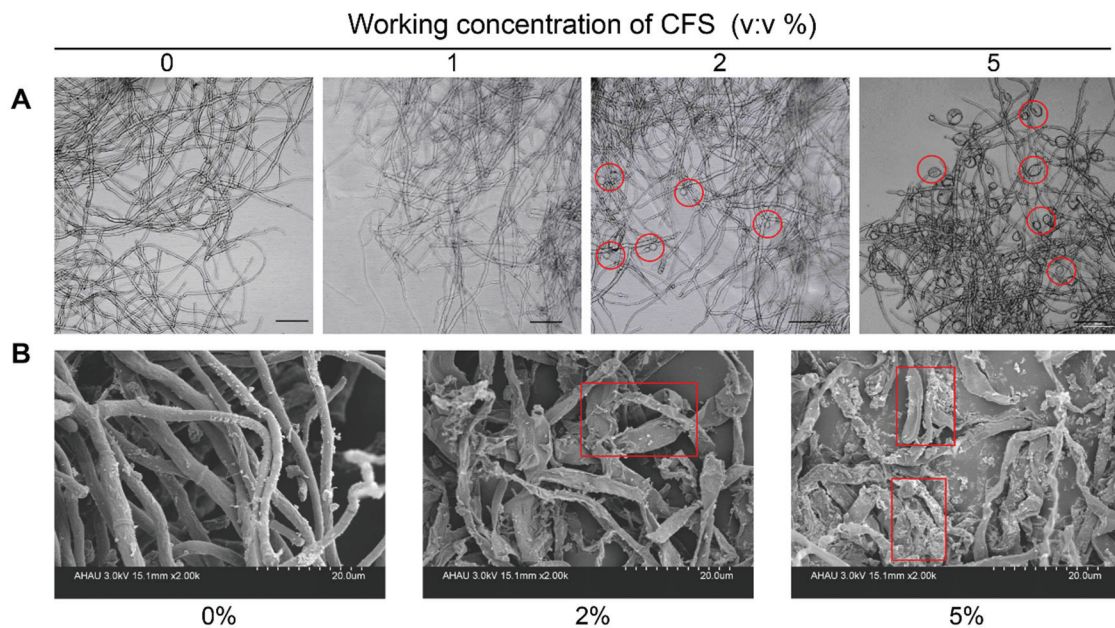 Working concentration of CFS (v:v %)
0 1 2 5
A
B
AHAU 3.0kV 15.1mm x2.00k 20.0um
AHAU 3.0kV 15.1mm x2.00k 20.0um
AHAU 3.0kV 15.1mm x2.00k 20.0um
0% 2% 5%